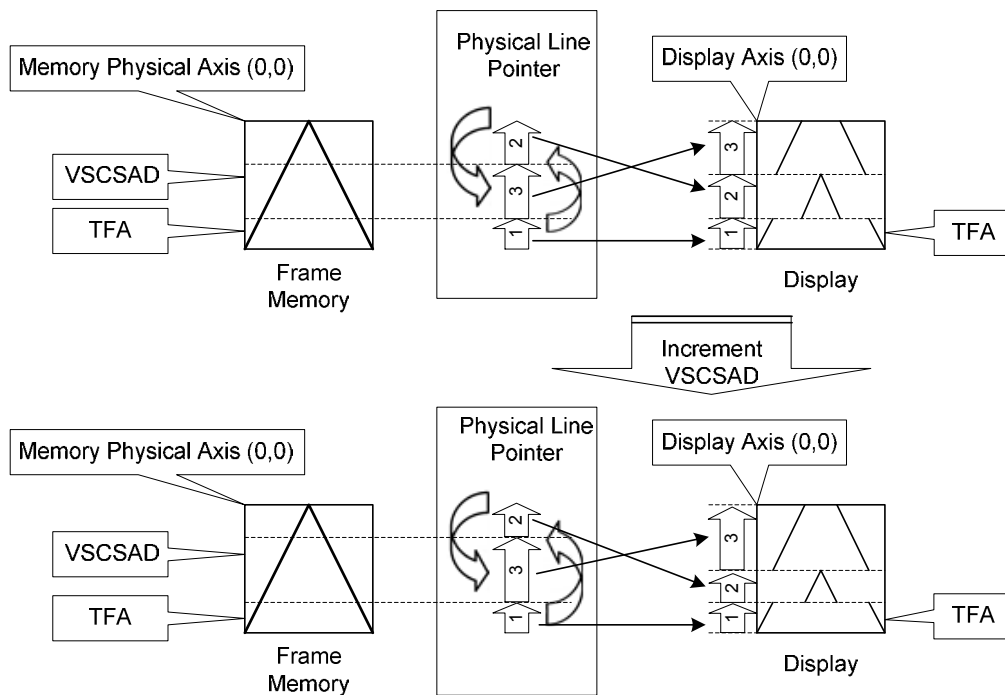 Physical Line
Pointer
Memory Physical Axis (0,0)
Display Axis (0,0)
2
3
1
3
2
1
VSCSAD
TFA
TFA
Frame
Memory
Display
Increment
VSCSAD
Physical Line
Pointer
Memory Physical Axis (0,0)
Display Axis (0,0)
2
3
1
3
2
1
VSCSAD
TFA
TFA
Frame
Memory
Display